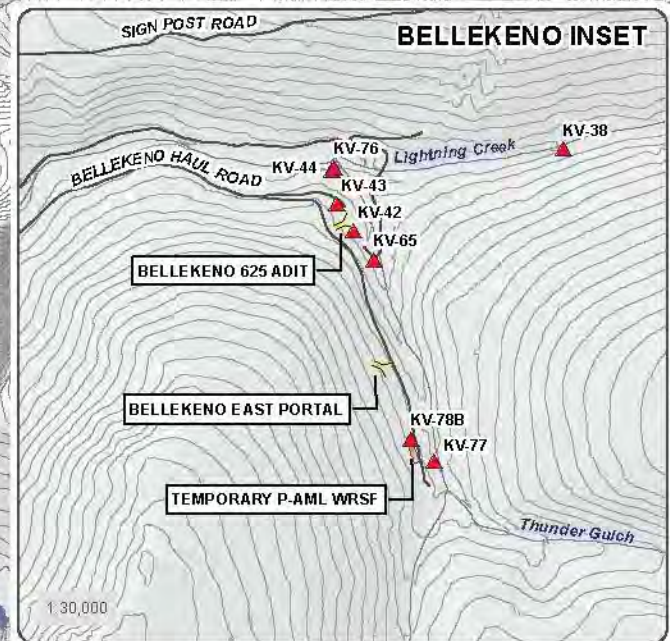 SIGN POST ROAD
BELLEKENO INSET
KV-38
KV-76
Lightning Creek
KV-44
BELLEKENO HAUL ROAD
KV-43
KV-42
KV-65
BELLEKENO 625 ADIT
BELLEKENO EAST PORTAL
KV-78B
KV-77
TEMPORARY P-AML WRSF
Thunder Gulch
1:30,000